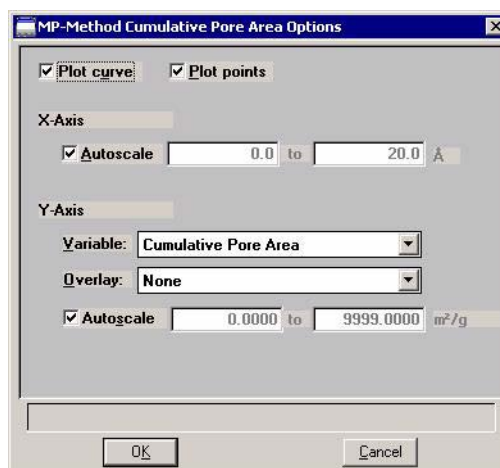 MP-Method Cumulative Pore Area Options
Plot curve Plot points
X-Axis
Autoscale 0.0 to 20.0 Å
Y-Axis
Variable: Cumulative Pore Area
Overlay: None
Autoscale 0.0000 to 9999.0000 m²/g
OK Cancel